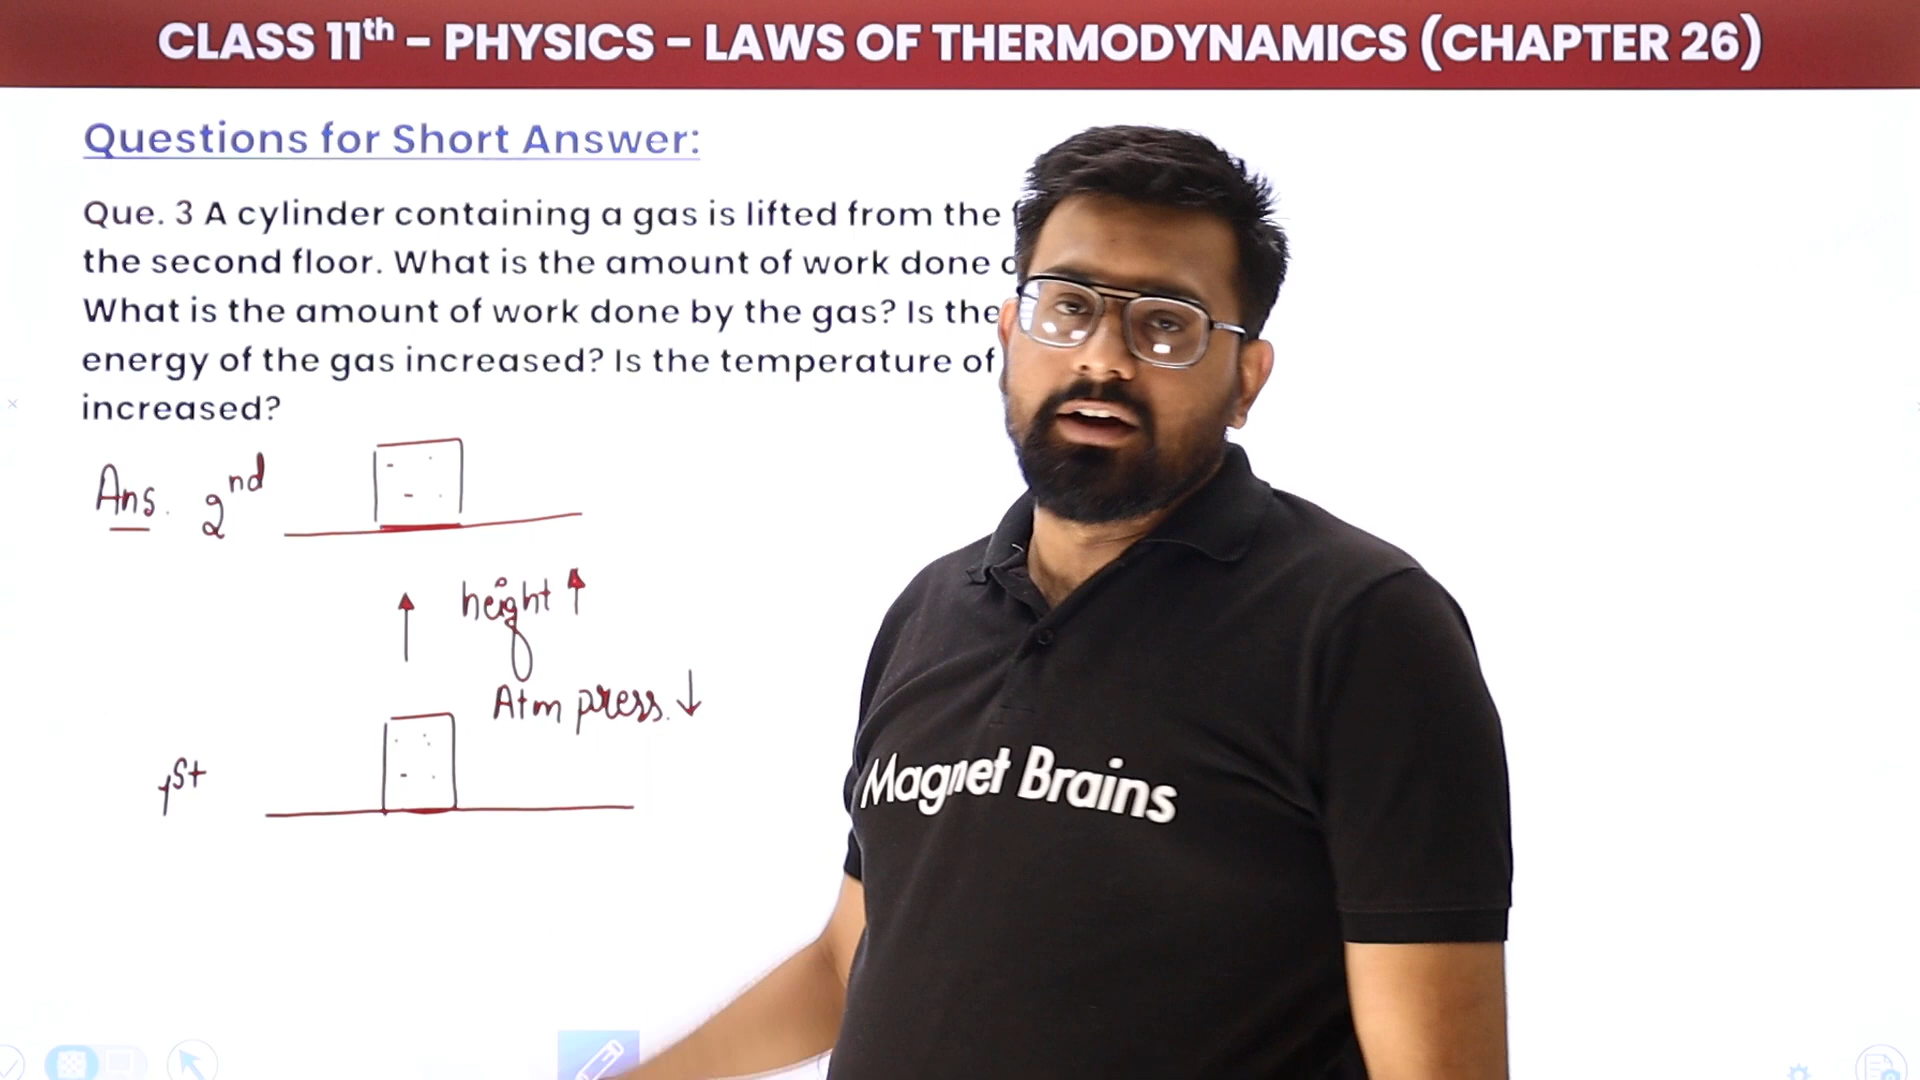 CLASS 11th – PHYSICS – LAWS OF THERMODYNAMICS (CHAPTER 26)
Questions for Short Answer:
Que. 3 A cylinder containing a gas is lifted from the
the second floor. What is the amount of work done
What is the amount of work done by the gas? Is the
energy of the gas increased? Is the temperature of
increased?
Ans. 2nd
height ↑
Atm press. ↓
1st
Magnet Brains